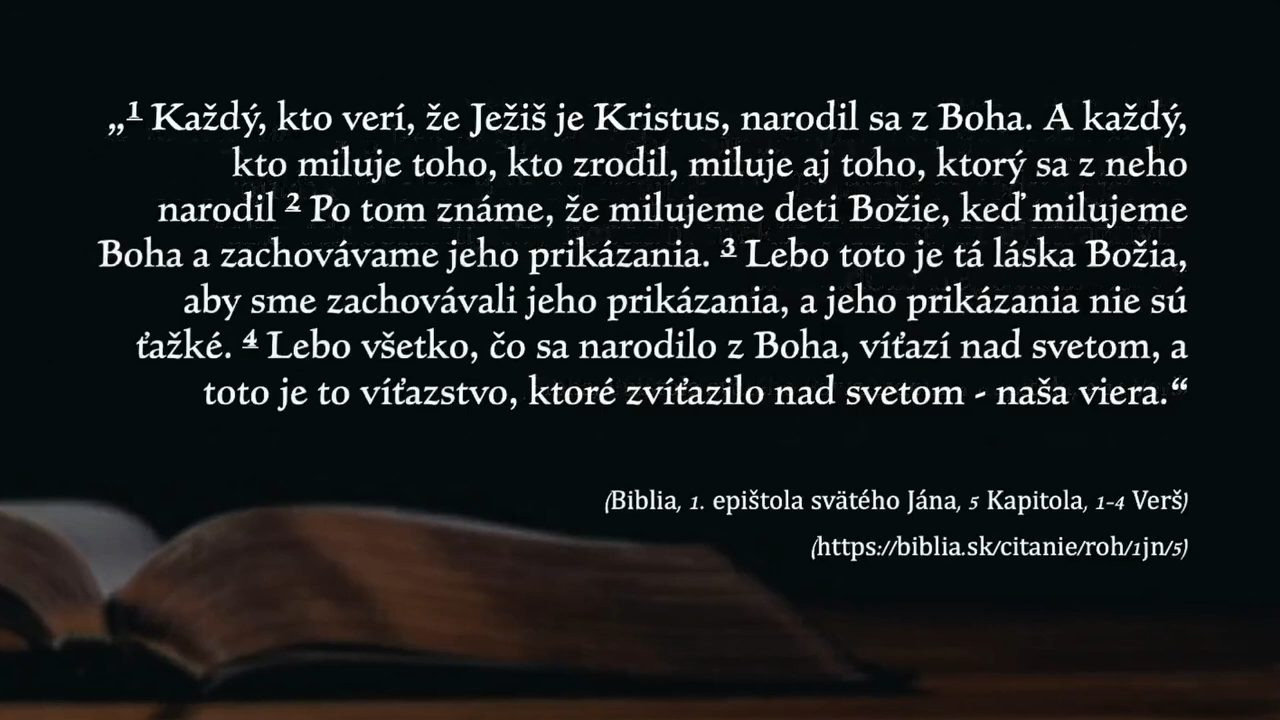 „1 Každý, kto verí, že Ježiš je Kristus, narodil sa z Boha. A každý,
kto miluje toho, kto zrodil, miluje aj toho, ktorý sa z neho
narodil 2 Po tom známe, že milujeme deti Božie, keď milujeme
Boha a zachovávame jeho prikázania. 3 Lebo toto je tá láska Božia,
aby sme zachovávali jeho prikázania, a jeho prikázania nie sú
ťažké. 4 Lebo všetko, čo sa narodilo z Boha, víťazí nad svetom, a
toto je to víťazstvo, ktoré zvíťazilo nad svetom - naša viera.“
(Biblia, 1. epištola svätého Jána, 5 Kapitola, 1-4 Verš)
(https://biblia.sk/citanie/roh/1jn/5)